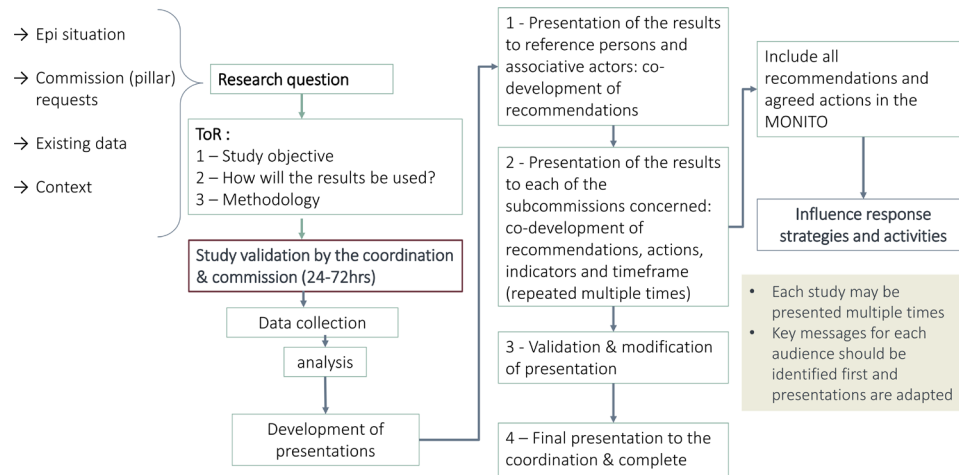 → Epi situation
→ Commission (pillar)
requests
→ Existing data
→ Context
Research question
ToR :
1 – Study objective
2 – How will the results be used?
3 – Methodology
Study validation by the coordination
& commission (24-72hrs)
Data collection
analysis
Development of
presentations
1 - Presentation of the results
to reference persons and
associative actors: co-
development of
recommendations
2 - Presentation of the results
to each of the
subcommissions concerned:
co-development of
recommendations, actions,
indicators and timeframe
(repeated multiple times)
3 - Validation & modification
of presentation
4 – Final presentation to the
coordination & complete
Include all
recommendations and
agreed actions in the
MONITO
Influence response
strategies and activities
• Each study may be
presented multiple times
• Key messages for each
audience should be
identified first and
presentations are adapted